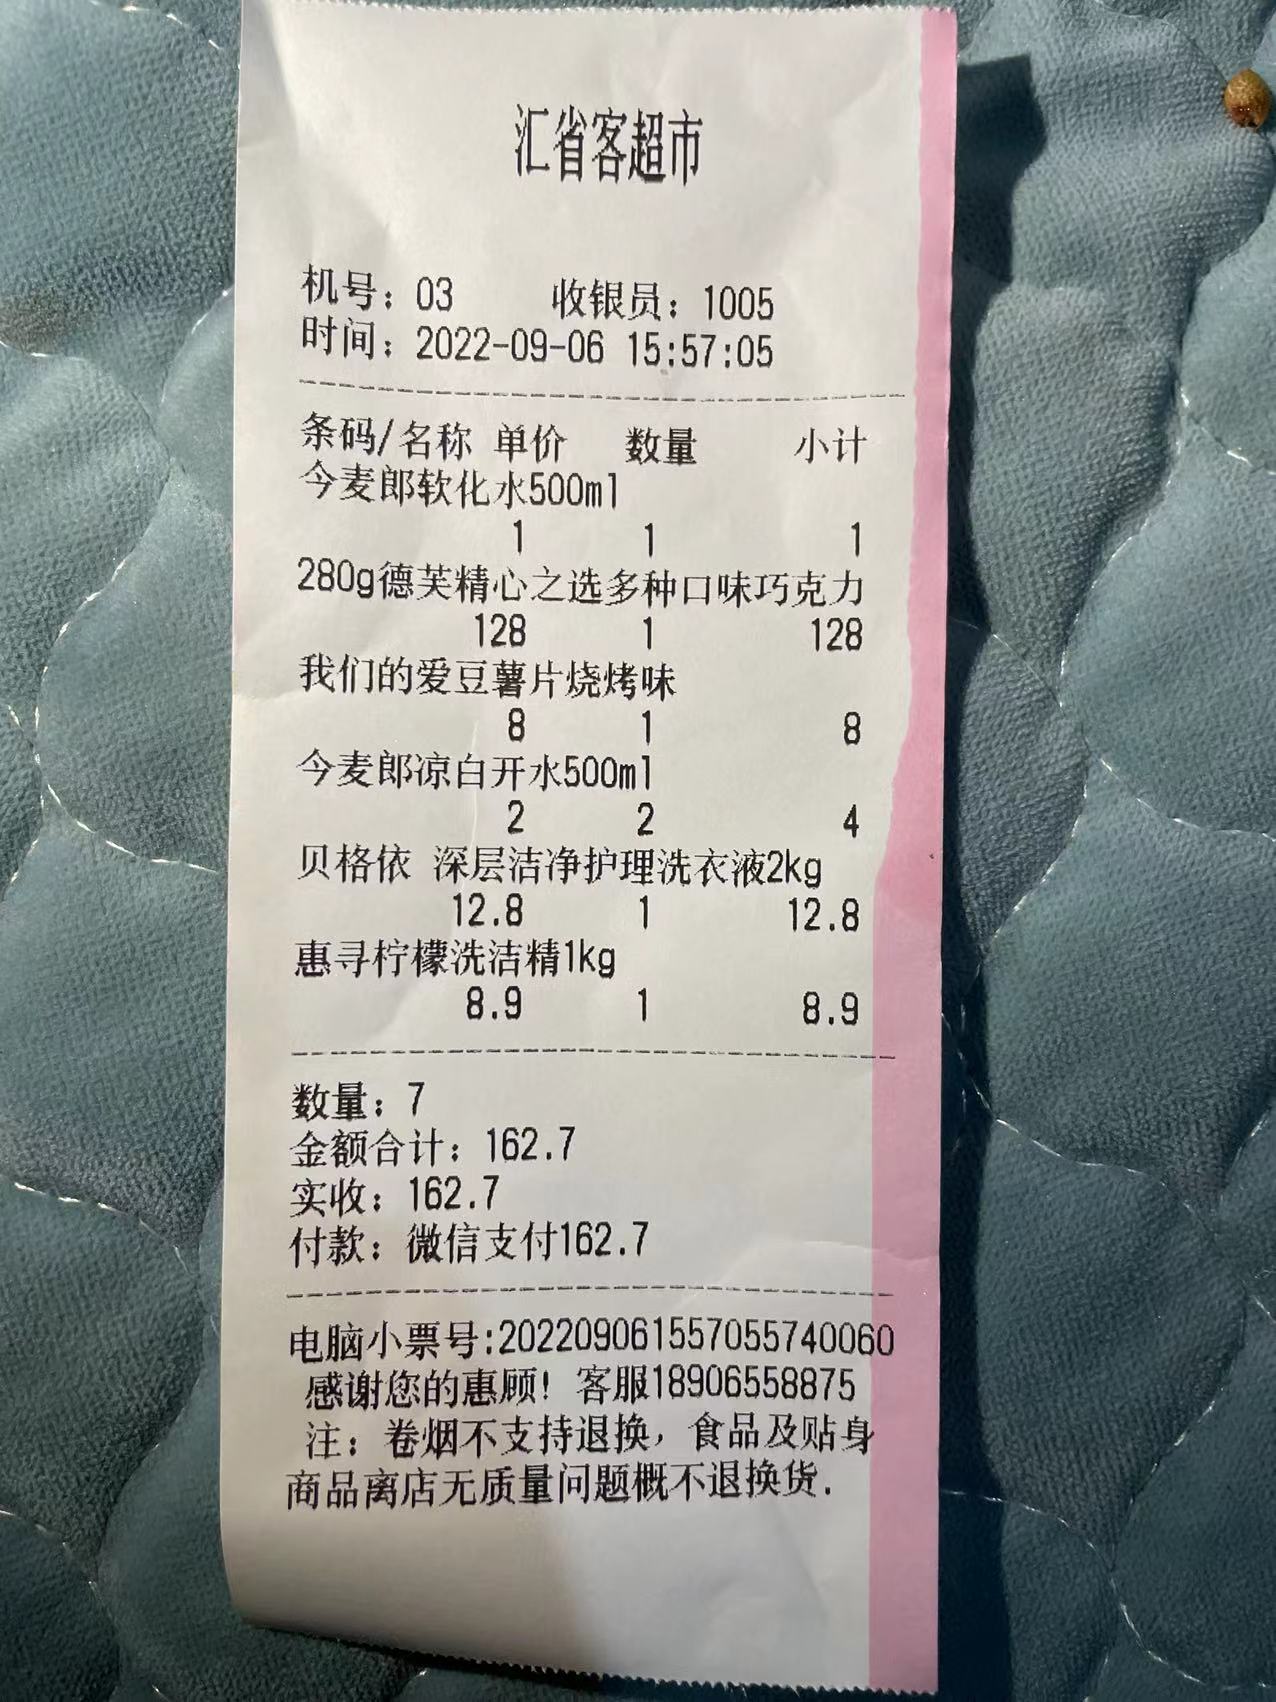 汇省客超市
机号：03 收银员：1005
时间：2022-09-06 15:57:05
条码/名称 单价 数量 小计
今麦郎软化水500ml
1 1 1
280g德芙精心之选多种口味巧克力
128 1 128
我们的爱豆薯片烧烤味
8 1 8
今麦郎凉白开水500ml
2 2 4
贝格依 深层洁净护理洗衣液2kg
12.8 1 12.8
惠寻柠檬洗洁精1kg
8.9 1 8.9
数量：7
金额合计：162.7
实收：162.7
付款：微信支付162.7
电脑小票号:202209061557055740060
感谢您的惠顾！客服18906558875
注：卷烟不支持退换，食品及贴身
商品离店无质量问题概不退换货.